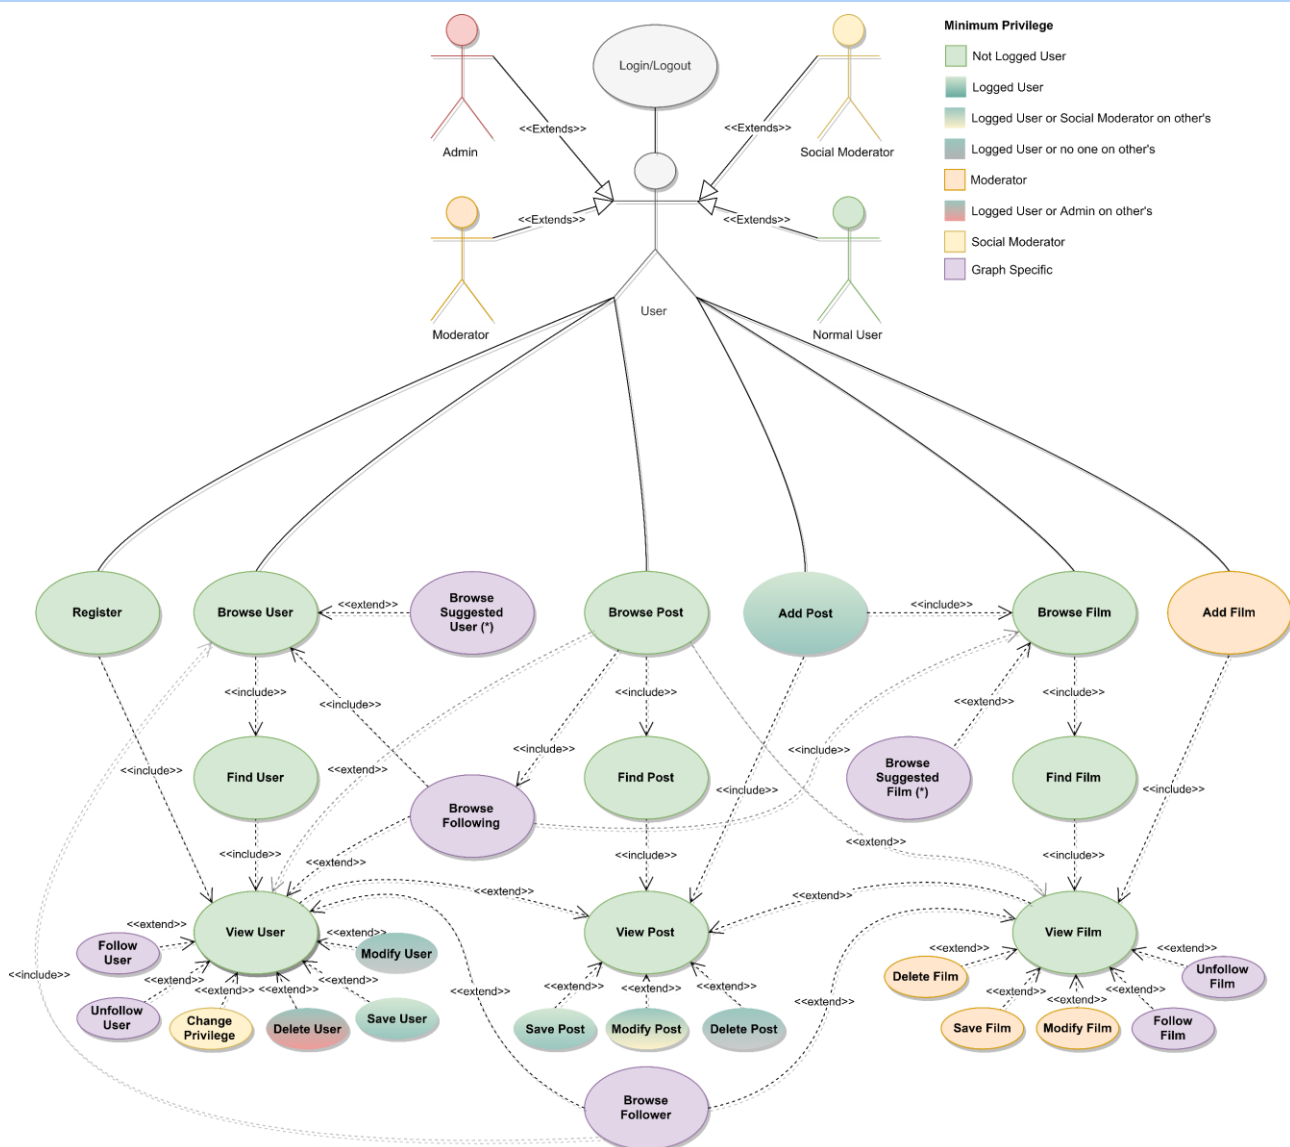 Minimum Privilege
Not Logged User
Logged User
Logged User or Social Moderator on other's
Logged User or no one on other's
Moderator
Logged User or Admin on other's
Social Moderator
Graph Specific
Login/Logout
<<Extends>>
<<Extends>>
Admin
Social Moderator
<<Extends>>
<<Extends>>
Moderator
User
Normal User
Register
Browse User
<<extend>>
Browse
Suggested
User (*)
Browse Post
Add Post
<<include>>
Browse Film
Add Film
<<include>>
<<include>>
<<include>>
<<include>>
<<extend>>
<<include>>
<<include>>
<<include>>
<<extend>>
Find User
Browse
Following
Find Post
Browse
Suggested
Film (*)
Find Film
<<include>>
<<include>>
<<include>>
<<extend>>
<<include>>
<<extend>>
<<include>>
<<extend>>
<<extend>>
View User
View Post
View Film
<<extend>>
<<extend>>
Follow
User
Modify User
<<extend>>
Delete Film
<<extend>>
Unfollow
Film
<<include>>
<<extend>>
<<extend>>
<<extend>>
<<extend>>
<<extend>>
<<extend>>
<<extend>>
<<extend>>
<<extend>>
<<extend>>
<<extend>>
<<extend>>
<<extend>>
Unfollow
User
Change
Privilege
Delete User
Save User
Save Post
Modify Post
Delete Post
Save Film
Modify Film
Follow
Film
Browse
Follower